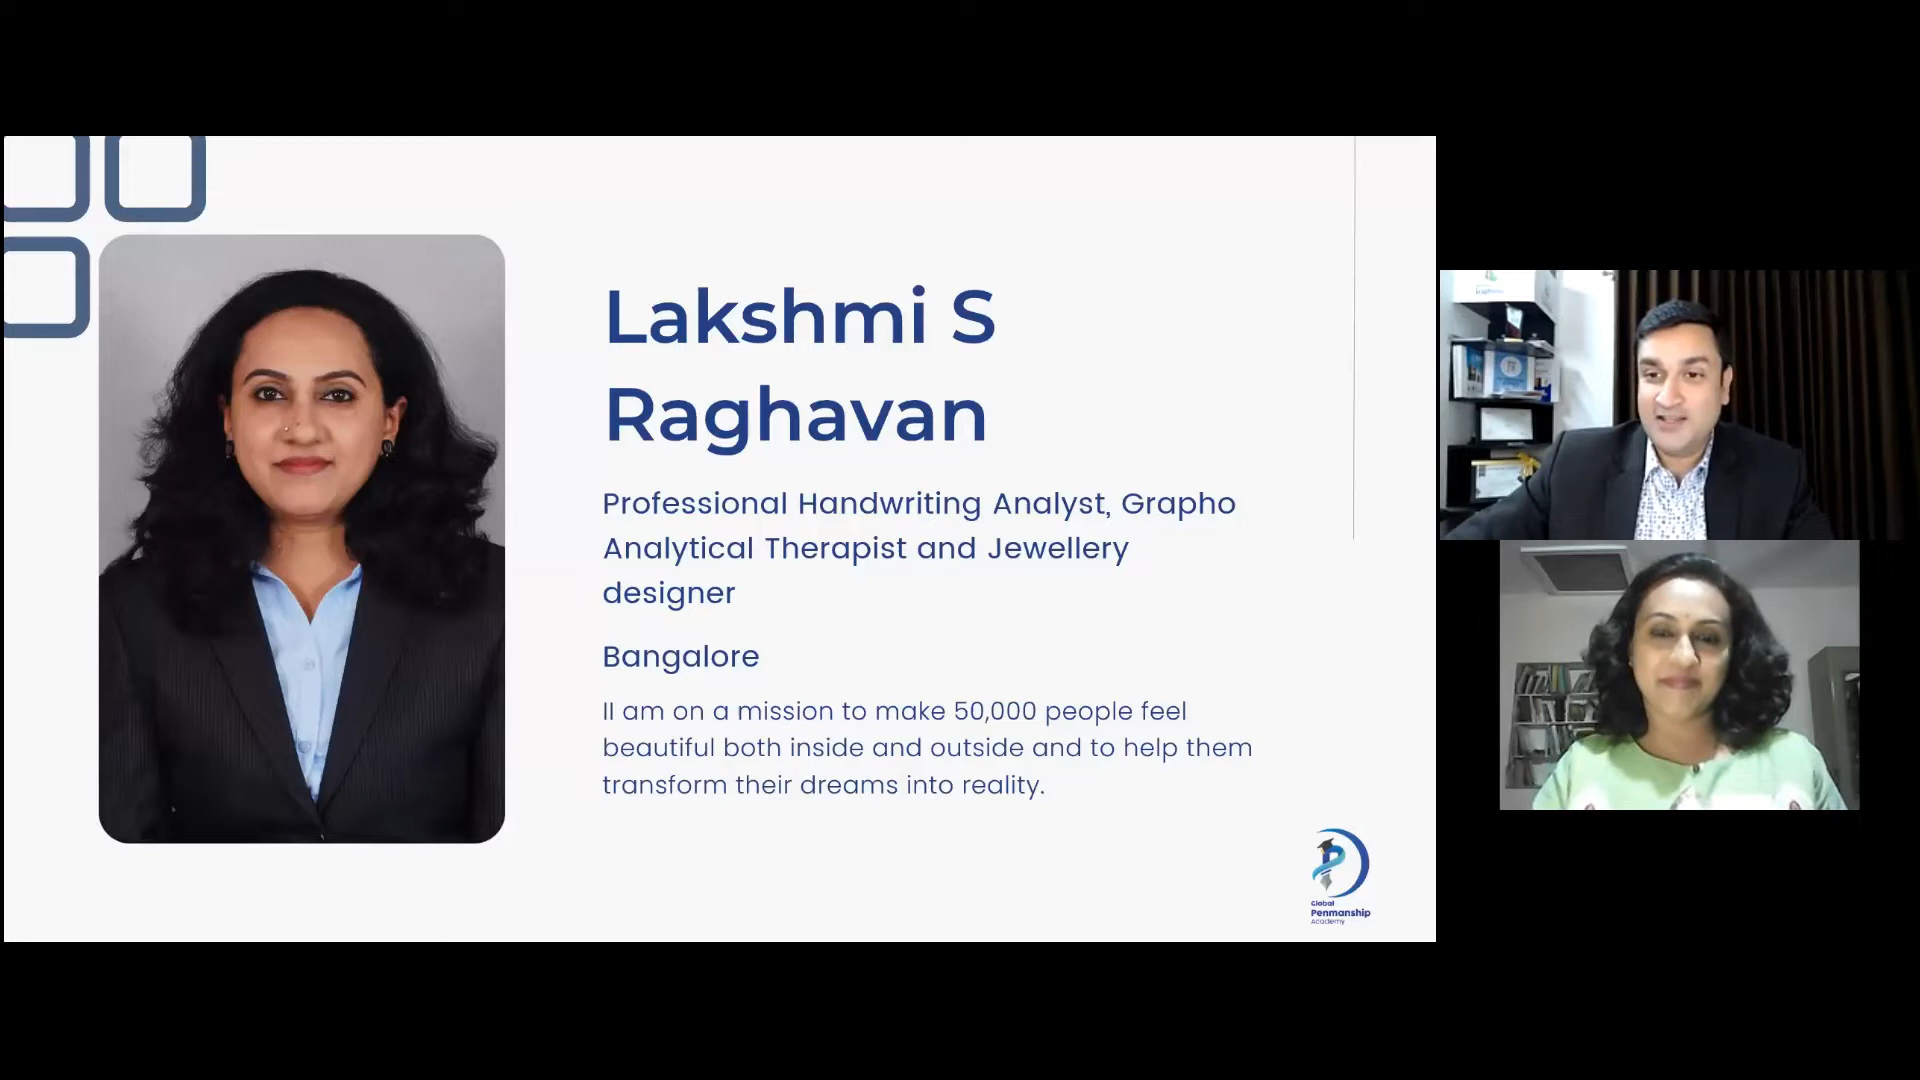 Lakshmi S
Raghavan
Professional Handwriting Analyst, Grapho
Analytical Therapist and Jewellery
designer
Bangalore
II am on a mission to make 50,000 people feel
beautiful both inside and outside and to help them
transform their dreams into reality.
Global
Penmanship
Academy